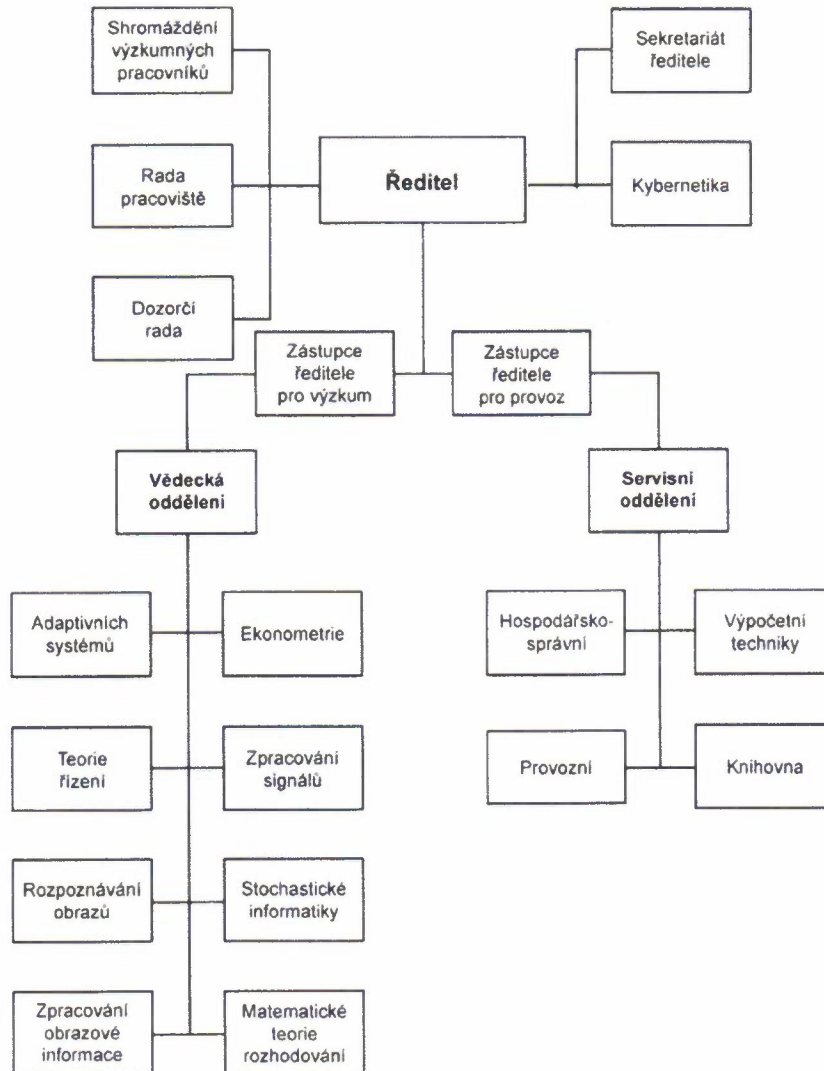 Shromáždění
výzkumných
pracovníků
Sekretariát
ředitele
Rada
pracoviště
Ředitel
Kybernetika
Dozorčí
rada
Zástupce
ředitele
pro výzkum
Zástupce
ředitele
pro provoz
Vědecká
oddělení
Servisní
oddělení
Adaptivních
systémů
Ekonometrie
Hospodářsko-
správní
Výpočetní
techniky
Teorie
řízení
Zpracování
signálů
Provozní
Knihovna
Rozpoznávání
obrazů
Stochastické
informatiky
Zpracování
obrazové
informace
Matematické
teorie
rozhodování